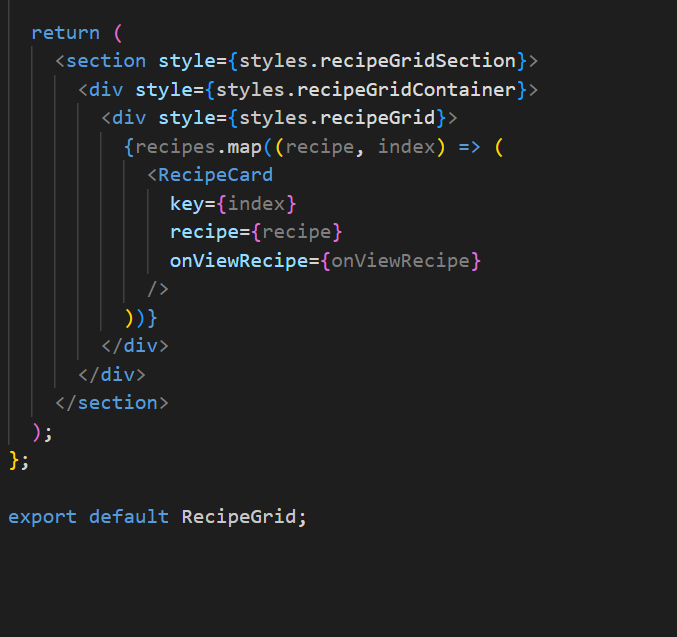 return (
<section style={styles.recipeGridSection}>
<div style={styles.recipeGridContainer}>
<div style={styles.recipeGrid}>
{recipes.map((recipe, index) => (
<RecipeCard
key={index}
recipe={recipe}
onViewRecipe={onViewRecipe}
/>
))}
</div>
</div>
</section>
);
};
export default RecipeGrid;